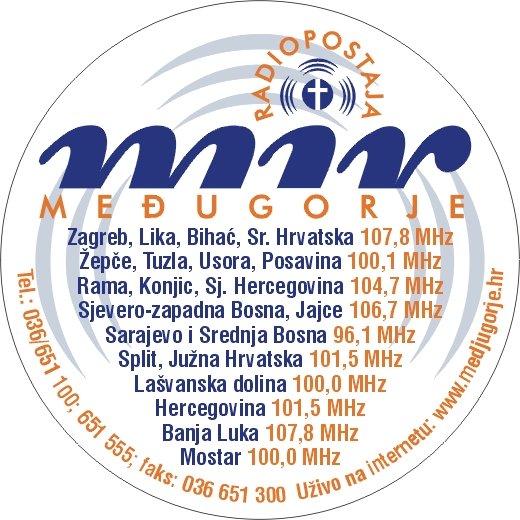 RADIOPOSTAJA
mir
MEĐUGORJE
Zagreb, Lika, Bihać, Sr. Hrvatska 107,8 MHz
Žepče, Tuzla, Usora, Posavina 100,1 MHz
Rama, Konjic, Sj. Hercegovina 104,7 MHz
Sjevero-zapadna Bosna, Jajce 106,7 MHz
Sarajevo i Srednja Bosna 96,1 MHz
Split, Južna Hrvatska 101,5 MHz
Lašvanska dolina 100,0 MHz
Hercegovina 101,5 MHz
Banja Luka 107,8 MHz
Mostar 100,0 MHz
Tel.: 036/651 100; 651 555; faks: 036 651 300 Uživo na internetu: www.medjugorje.hr